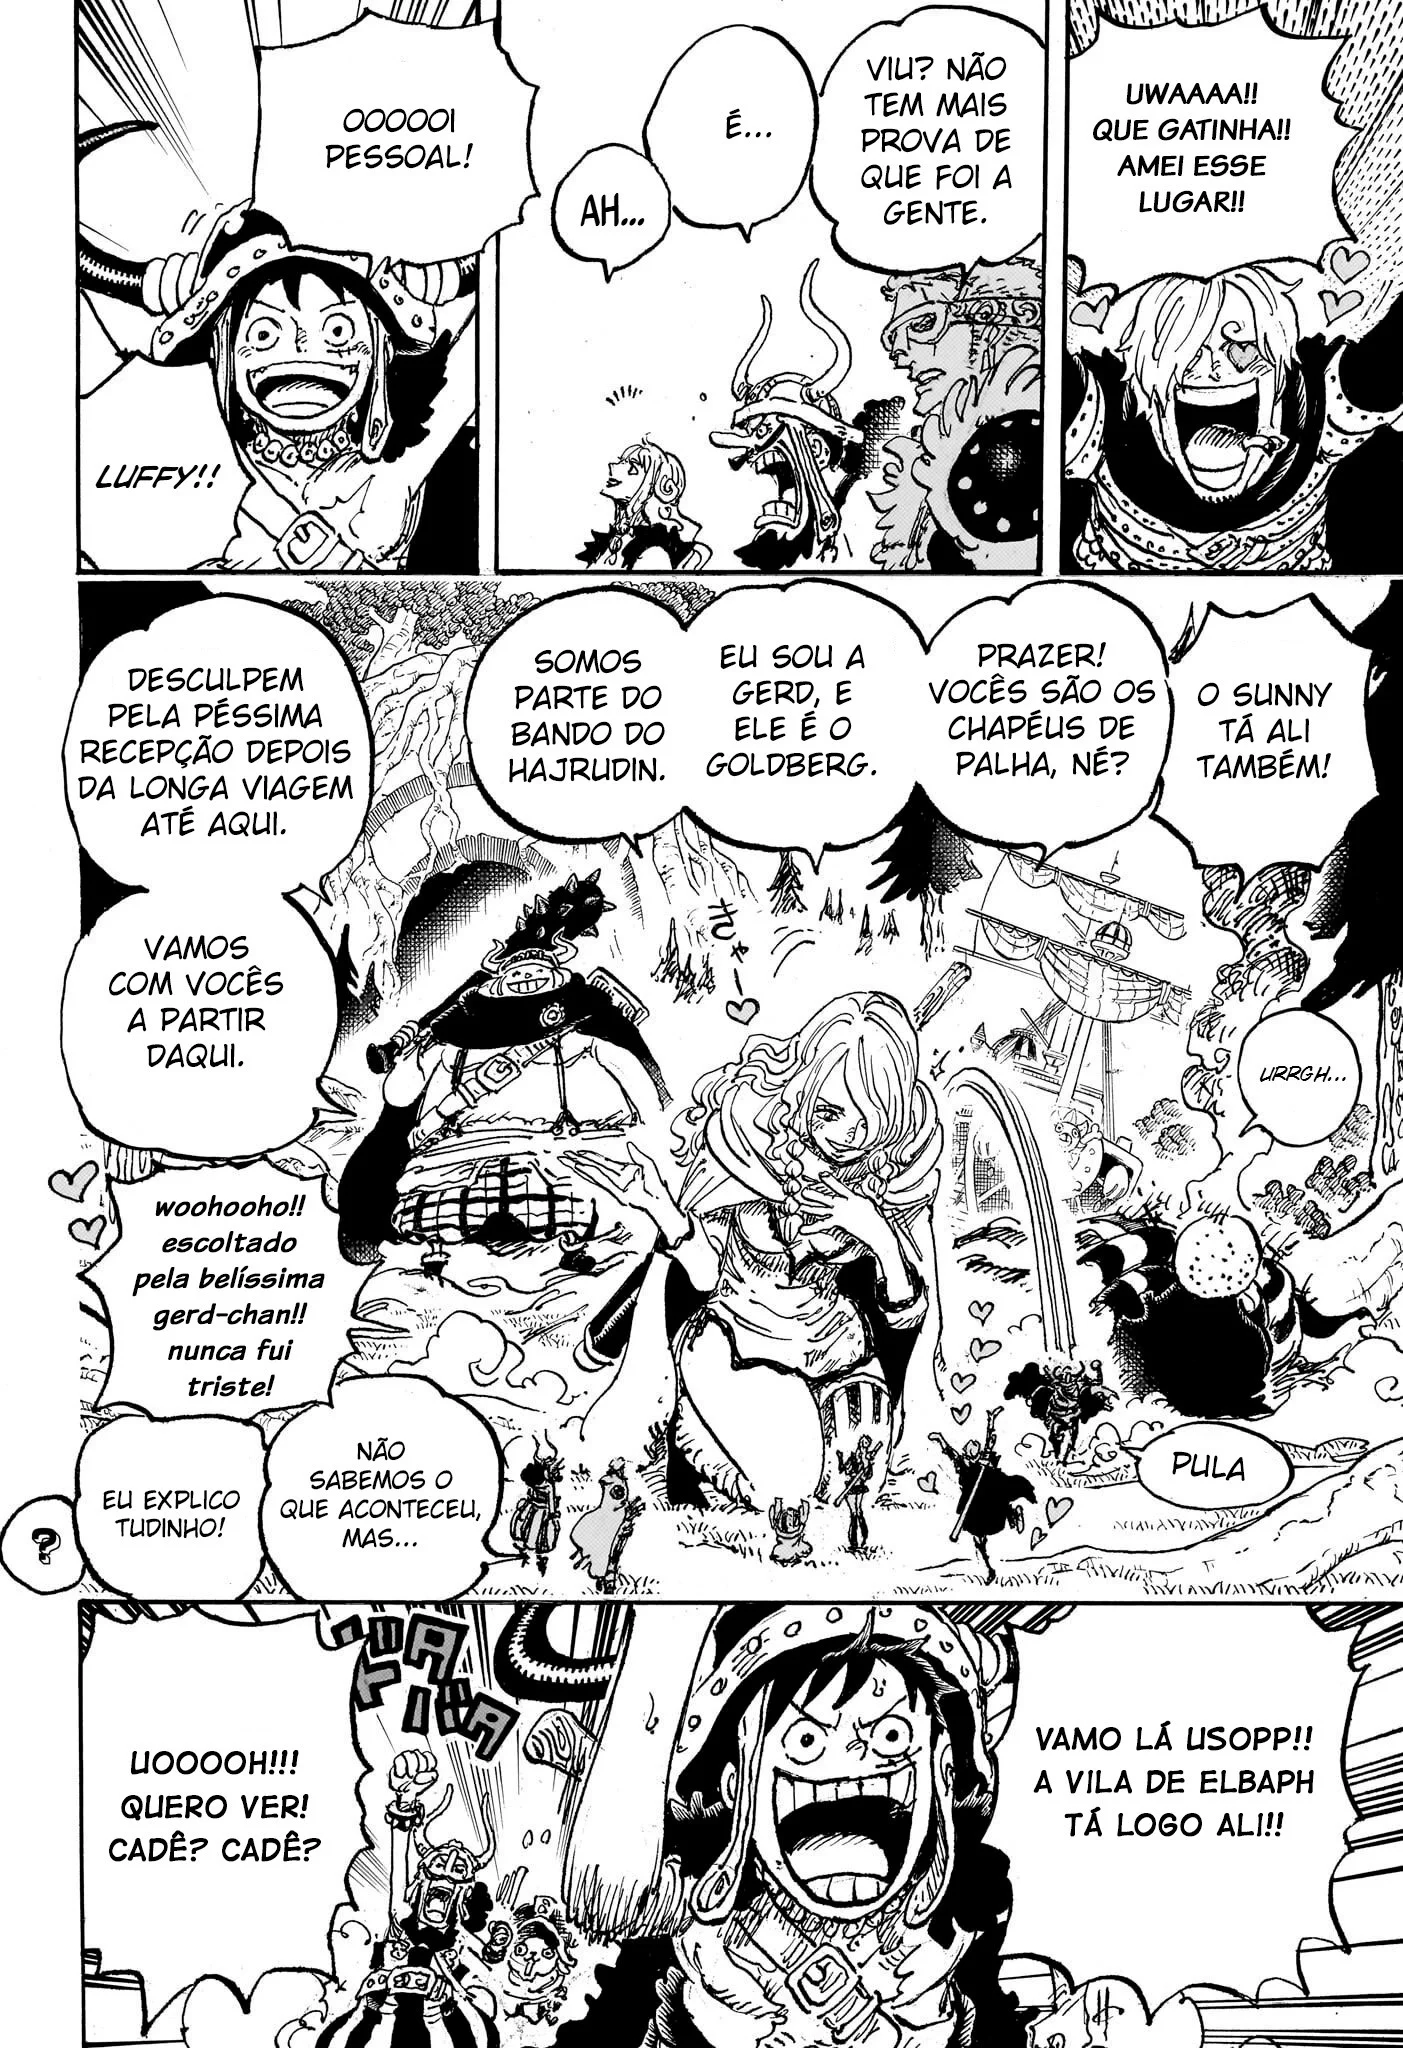 UWAAAA!!
QUE GATINHA!!
AMEI ESSE
LUGAR!!
VIU? NÃO
TEM MAIS
PROVA DE
QUE FOI A
GENTE.
É...
AH...
OOOOOI
PESSOAL!
LUFFY!!
O SUNNY
TÁ ALI
TAMBÉM!
PRAZER!
VOCÊS SÃO OS
CHAPÉUS DE
PALHA, NÉ?
EU SOU A
GERD, E
ELE É O
GOLDBERG.
SOMOS
PARTE DO
BANDO DO
HAJRUDIN.
DESCULPEM
PELA PÉSSIMA
RECEPÇÃO DEPOIS
DA LONGA VIAGEM
ATÉ AQUI.
VAMOS
COM VOCÊS
A PARTIR
DAQUI.
きゃー
URRGH...
PULA
woohooho!!
escoltado
pela belíssima
gerd-chan!!
nunca fui
triste!
NÃO
SABEMOS O
QUE ACONTECEU,
MAS...
EU EXPLICO
TUDINHO!
?
VAMO LÁ USOPP!!
A VILA DE ELBAPH
TÁ LOGO ALI!!
UOOOOH!!!
QUERO VER!
CADÊ? CADÊ?